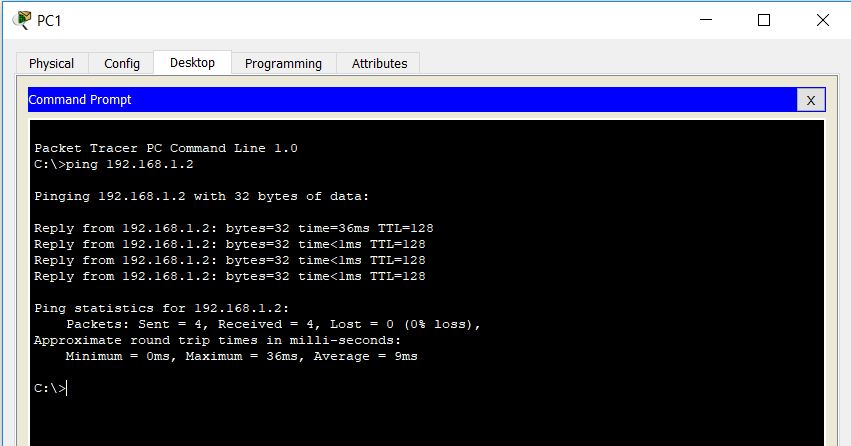 PC1
Physical Config Desktop Programming Attributes
Command Prompt X
Packet Tracer PC Command Line 1.0
C:\>ping 192.168.1.2
Pinging 192.168.1.2 with 32 bytes of data:
Reply from 192.168.1.2: bytes=32 time=36ms TTL=128
Reply from 192.168.1.2: bytes=32 time<1ms TTL=128
Reply from 192.168.1.2: bytes=32 time<1ms TTL=128
Reply from 192.168.1.2: bytes=32 time<1ms TTL=128
Ping statistics for 192.168.1.2:
    Packets: Sent = 4, Received = 4, Lost = 0 (0% loss),
Approximate round trip times in milli-seconds:
    Minimum = 0ms, Maximum = 36ms, Average = 9ms
C:\>